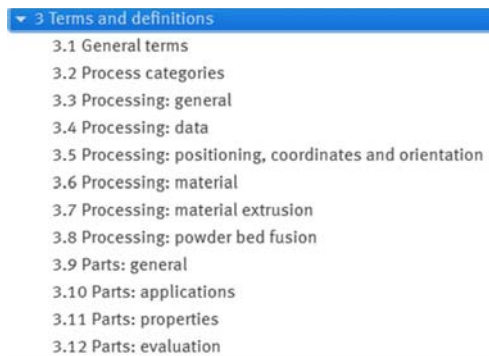 3 Terms and definitions
3.1 General terms
3.2 Process categories
3.3 Processing: general
3.4 Processing: data
3.5 Processing: positioning, coordinates and orientation
3.6 Processing: material
3.7 Processing: material extrusion
3.8 Processing: powder bed fusion
3.9 Parts: general
3.10 Parts: applications
3.11 Parts: properties
3.12 Parts: evaluation